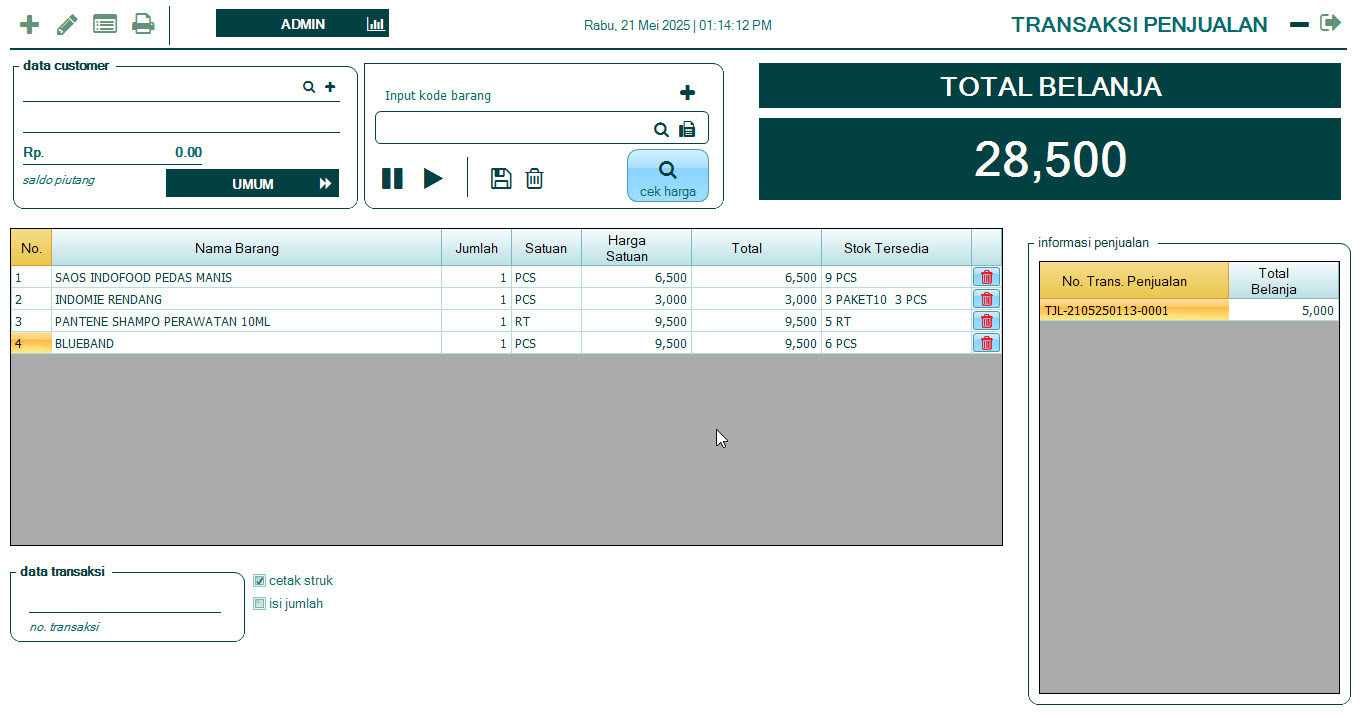 ADMIN
Rabu, 21 Mei 2025 | 01:14:12 PM
TRANSAKSI PENJUALAN
data customer
Rp. 0.00
saldo piutang
UMUM
Input kode barang
cek harga
TOTAL BELANJA
28,500
No. Nama Barang Jumlah Satuan Harga Satuan Total Stok Tersedia
1 SAOS INDOFOOD PEDAS MANIS 1 PCS 6,500 6,500 9 PCS
2 INDOMIE RENDANG 1 PCS 3,000 3,000 3 PAKET10 3 PCS
3 PANTENE SHAMPO PERAWATAN 10ML 1 RT 9,500 9,500 5 RT
4 BLUEBAND 1 PCS 9,500 9,500 6 PCS
informasi penjualan
No. Trans. Penjualan Total Belanja
TJL-2105250113-0001 5,000
data transaksi
no. transaksi
cetak struk
isi jumlah